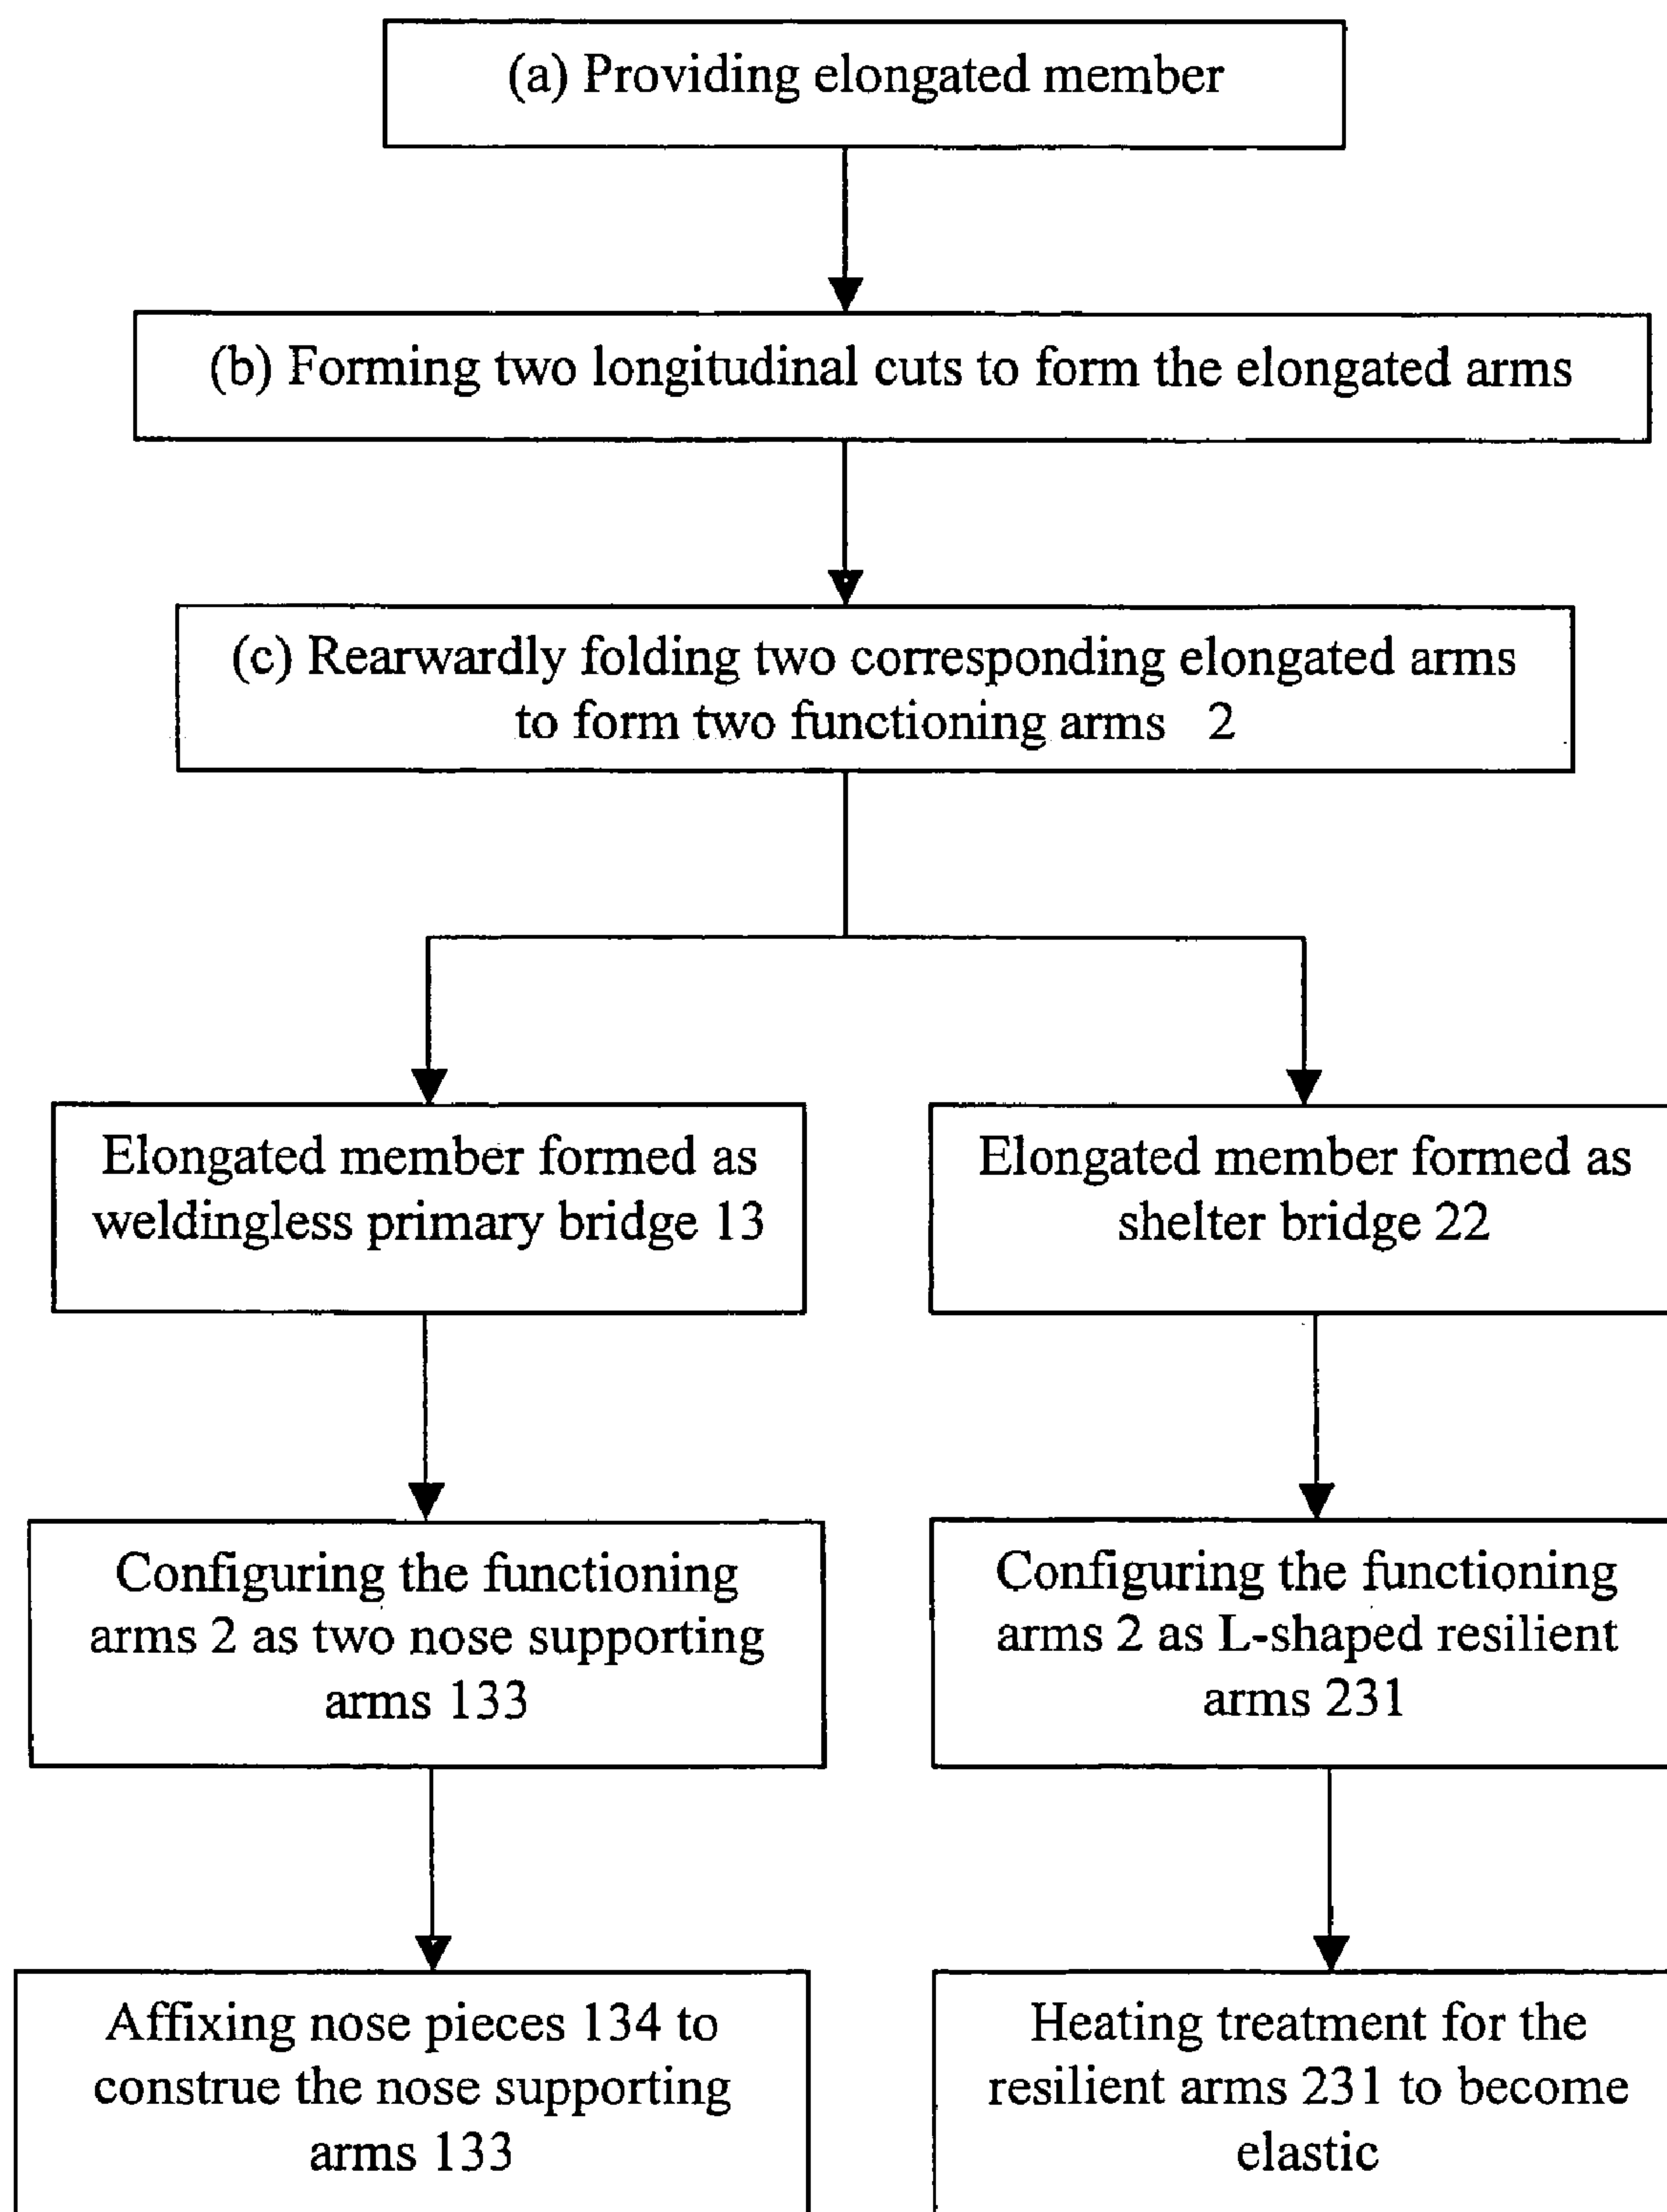 (a) Providing elongated member
(b) Forming two longitudinal cuts to form the elongated arms
(c) Rearwardly folding two corresponding elongated arms
to form two functioning arms 2
Elongated member formed as
weldingless primary bridge 13
Elongated member formed as
shelter bridge 22
Configuring the functioning
arms 2 as two nose supporting
arms 133
Configuring the functioning
arms 2 as L-shaped resilient
arms 231
Affixing nose pieces 134 to
construe the nose supporting
arms 133
Heating treatment for the
resilient arms 231 to become
elastic